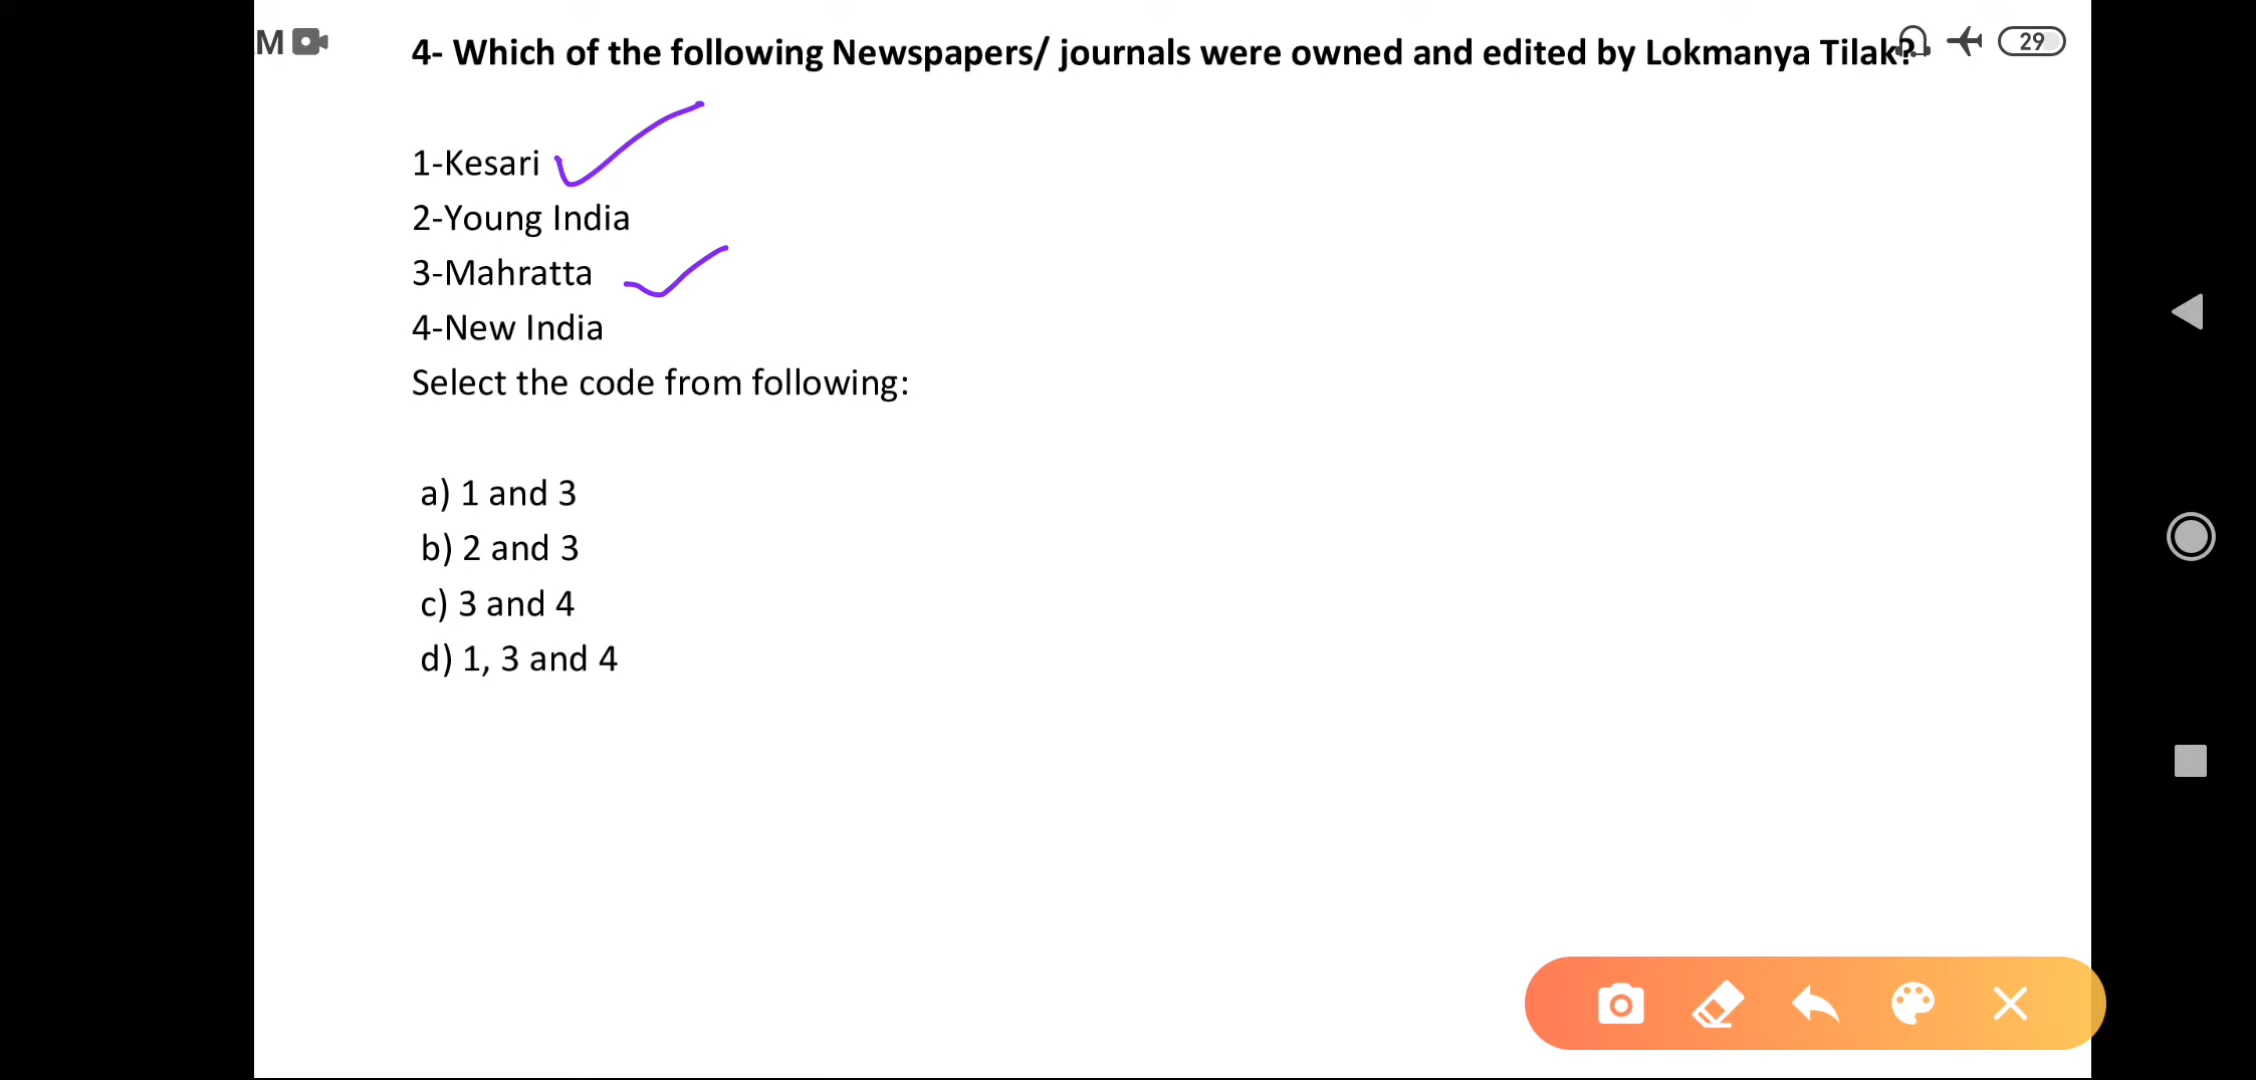 M
29
4- Which of the following Newspapers/ journals were owned and edited by Lokmanya Tilak?
1-Kesari
2-Young India
3-Mahratta
4-New India
Select the code from following:
a) 1 and 3
b) 2 and 3
c) 3 and 4
d) 1, 3 and 4